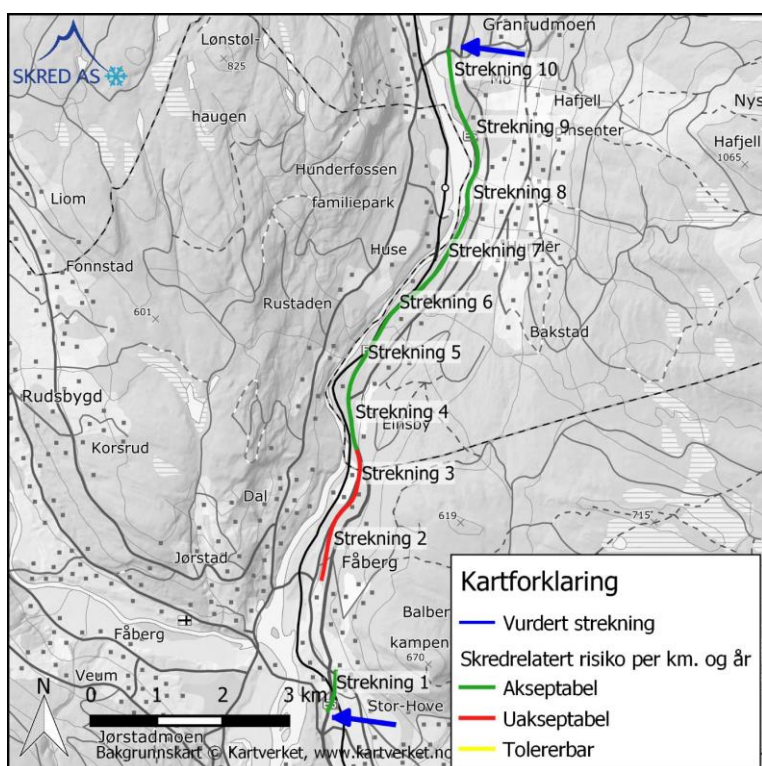 Granrudmoen
Lønstøl-
825
SKRED AS
Strekning 10
Mo
Hafjell
Nys
haugen
Strekning 9
Hafjell
1065
Hunderfossen
familiepark
Strekning 8
Liom
Huse
Strekning 7
Fonnstad
Rustaden
Strekning 6
601
Bakstad
Strekning 5
Rudsbygd
Strekning 4
Einsby
Korsrud
Strekning 3
Dal
619
715
Strekning 2
Jørstad
Fåberg
Kartforklaring
Vurdert strekning
Balber
Fåberg
kampen
Skredrelatert risiko per km. og år
670
Veum
Strekning 1
Akseptabel
N
0 1 2 3 km
Stor-Hove
Uakseptabel
Jørstadmoen
Bakgrunnskart © Kartverket, www.kartverket.no
Tolererbar